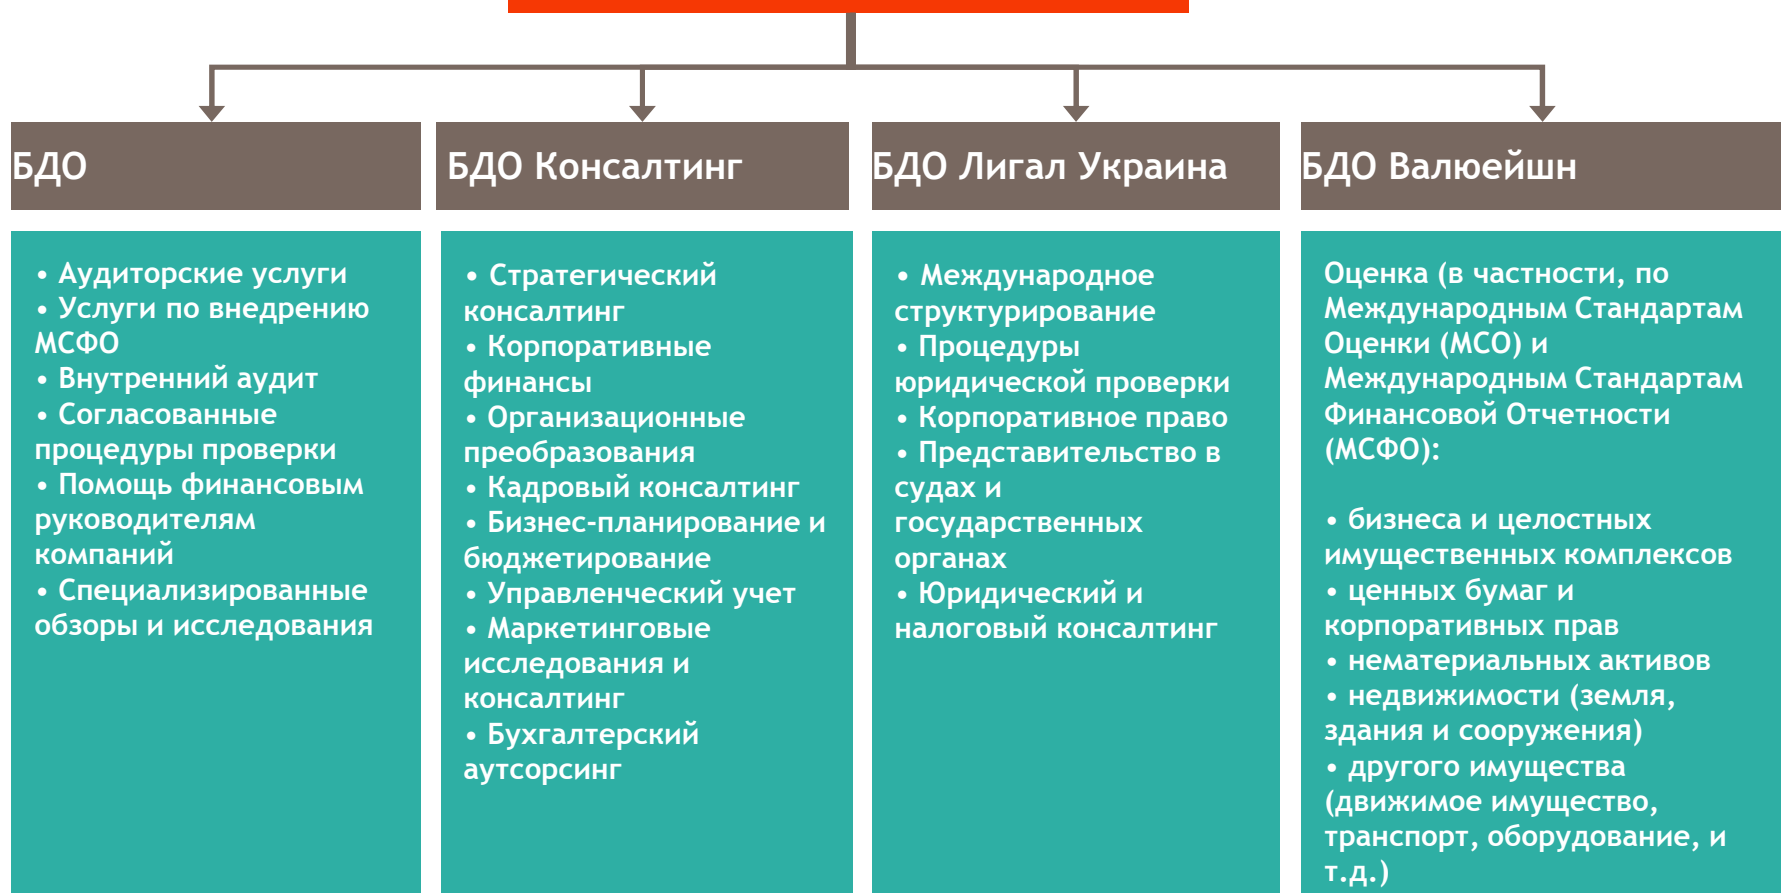 БДО
БДО Консалтинг
БДО Лигал Украина
БДО Валюейшн
• Аудиторские услуги
• Услуги по внедрению
МСФО
• Внутренний аудит
• Согласованные
процедуры проверки
• Помощь финансовым
руководителям
компаний
• Специализированные
обзоры и исследования
• Стратегический
консалтинг
• Корпоративные
финансы
• Организационные
преобразования
• Кадровый консалтинг
• Бизнес-планирование и
бюджетирование
• Управленческий учет
• Маркетинговые
исследования и
консалтинг
• Бухгалтерский
аутсорсинг
• Международное
структурирование
• Процедуры
юридической проверки
• Корпоративное право
• Представительство в
судах и
государственных
органах
• Юридический и
налоговый консалтинг
Оценка (в частности, по
Международным Стандартам
Оценки (МСО) и
Международным Стандартам
Финансовой Отчетности
(МСФО):
• бизнеса и целостных
имущественных комплексов
• ценных бумаг и
корпоративных прав
• нематериальных активов
• недвижимости (земля,
здания и сооружения)
• другого имущества
(движимое имущество,
транспорт, оборудование, и
т.д.)